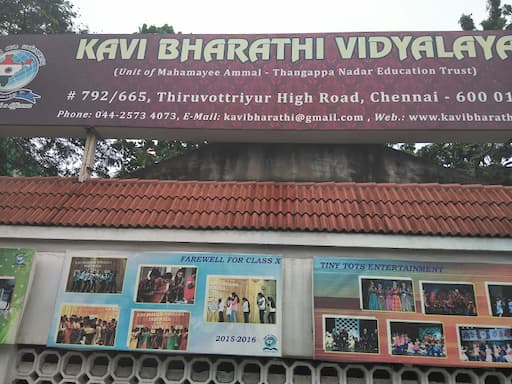 KAVI BHARATHI VIDYALAYA
(Unit of Mahamayee Ammal - Thangappa Nadar Education Trust)
# 792/665, Thiruvottriyur High Road, Chennai - 600 01
Phone: 044-2573 4073, E-Mail: kavibharathi@gmail.com , Web.: www.kavibharath
FAREWELL FOR CLASS X
2015-2016
TINY TOTS ENTERTAINMENT